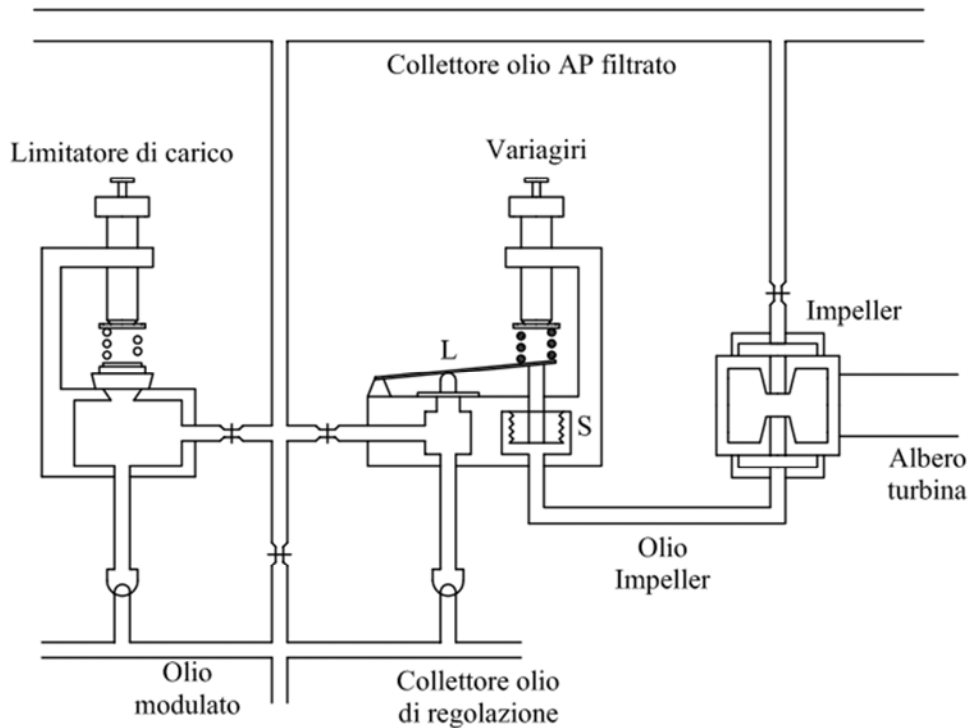 Collettore olio AP filtrato
Limitatore di carico
Variagiri
Impeller
L
S
Albero
turbina
Olio
Impeller
Olio
modulato
Collettore olio
di regolazione